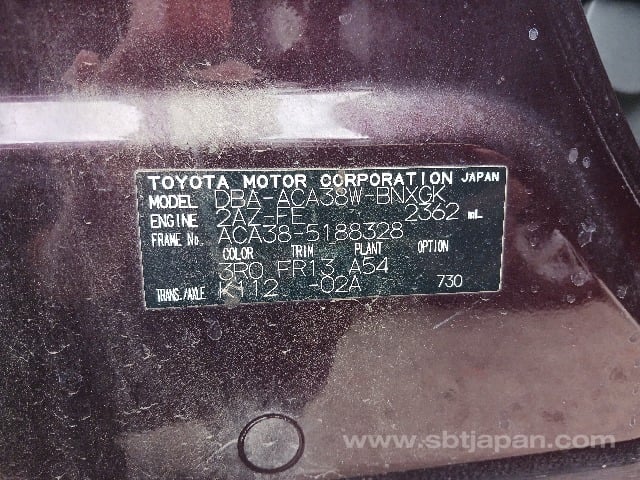 TOYOTA MOTOR CORPORATION JAPAN
MODEL DBA-ACA38W-BNXGK
ENGINE 2AZ-FE 2362 mL
FRAME No. ACA38-5188328
COLOR TRIM PLANT OPTION
3R0 FR13 A54
TRANS./AXLE K112 -02A 730
www.sbtjapan.com